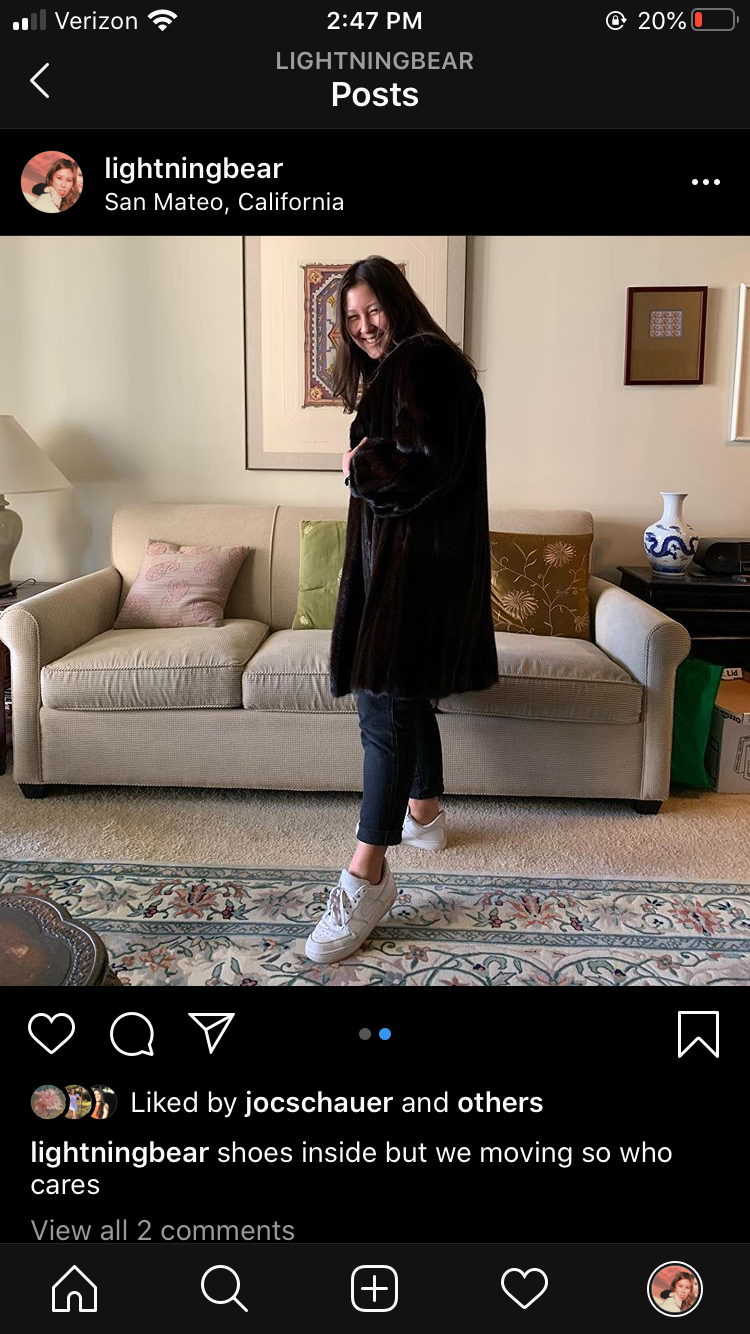 Verizon 2:47 PM 20%
LIGHTNINGBEAR
Posts
lightningbear
San Mateo, California
Lid
Liked by jocschauer and others
lightningbear shoes inside but we moving so who
cares
View all 2 comments